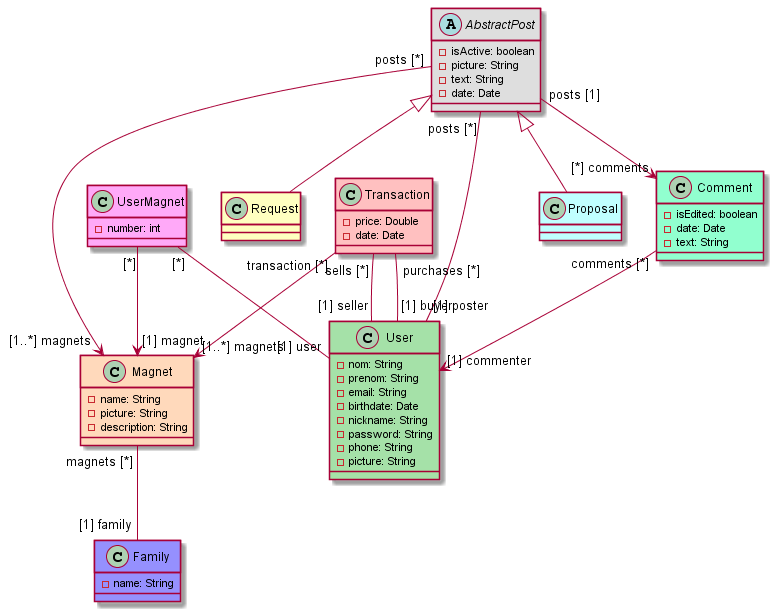 A AbstractPost
isActive: boolean
picture: String
text: String
date: Date
posts [*]
posts [1]
posts [*]
[*] comments
C UserMagnet
number: int
C Request
C Transaction
price: Double
date: Date
C Proposal
C Comment
isEdited: boolean
date: Date
text: String
[*]
[*]
transaction [*]
sells [*]
purchases [*]
comments [*]
[1..*] magnets
[1] magnet
[1..*] magnets
[1] user
[1] seller
[1] buyer
[1] poster
[1] commenter
C Magnet
name: String
picture: String
description: String
C User
nom: String
prenom: String
email: String
birthdate: Date
nickname: String
password: String
phone: String
picture: String
magnets [*]
[1] family
C Family
name: String